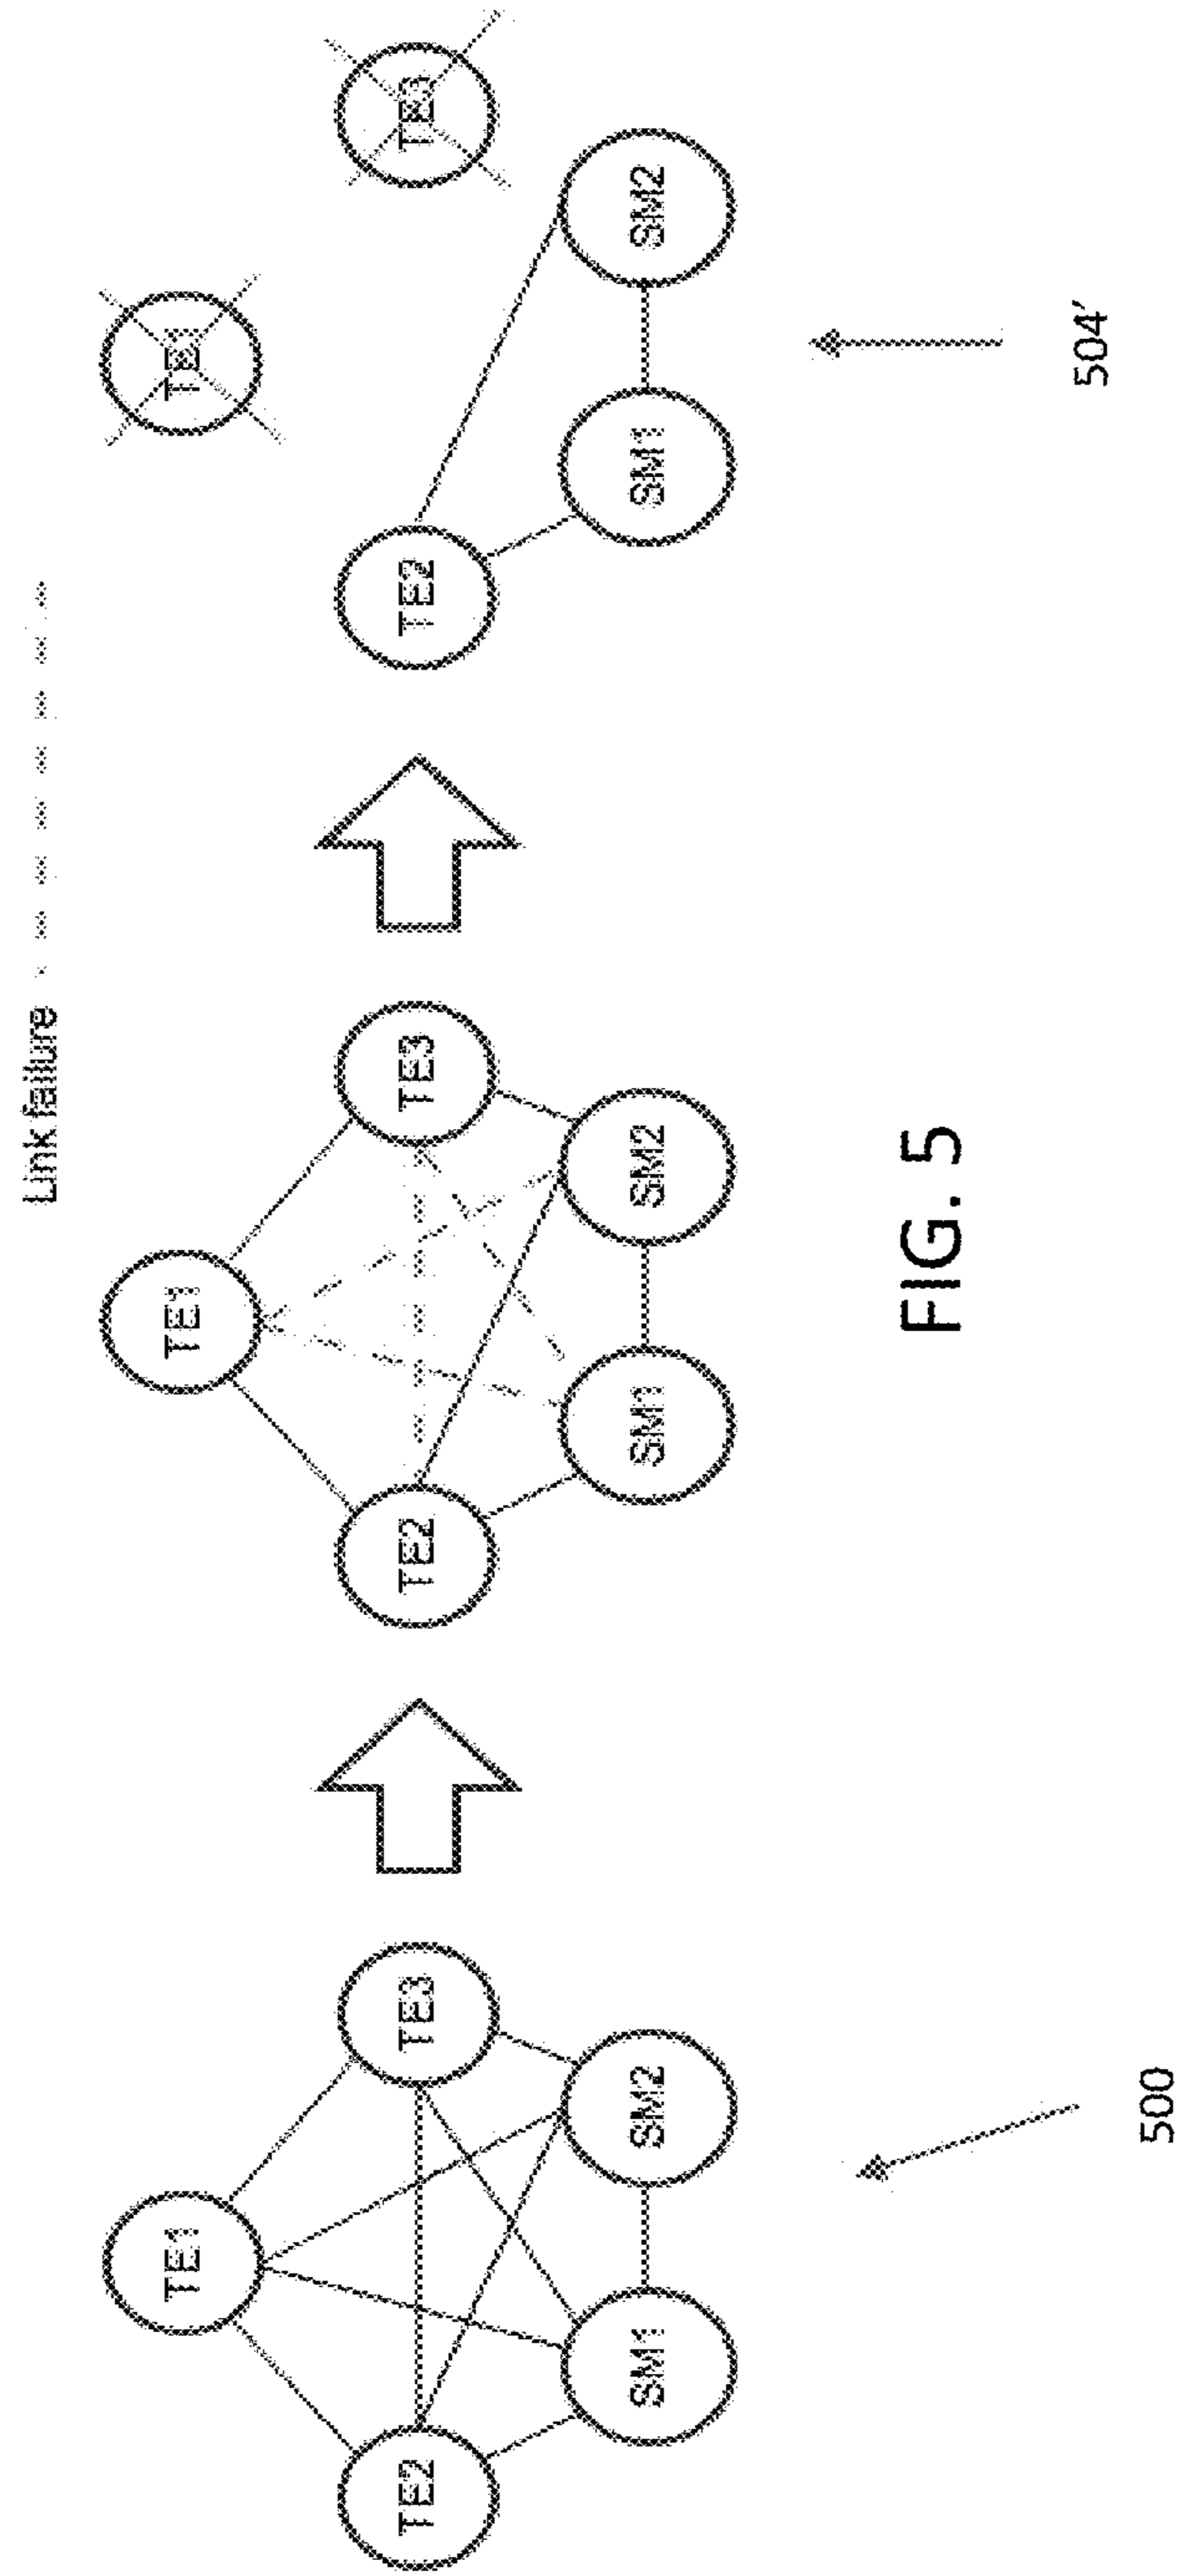 Link failure
TE1
TE2
TE3
SM1
SM2
TE1
TE2
TE3
SM1
SM2
TE1
TE2
TE3
SM1
SM2
500
504'
FIG. 5